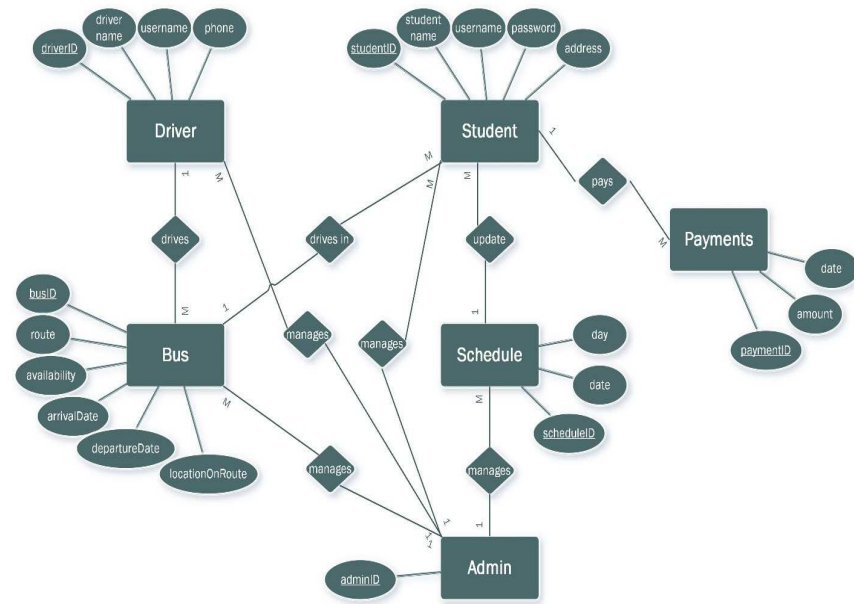 driver
name
username
phone
driverID
student
name
username
password
studentID
address
Driver
Student
1
M
M
M
M
1
pays
drives
drives in
update
Payments
M
date
busID
M
1
1
amount
route
manages
manages
day
paymentID
Bus
Schedule
availability
date
arrivalDate
M
M
scheduleID
departureDate
locationOnRoute
manages
manages
1
1
1
1
Admin
adminID